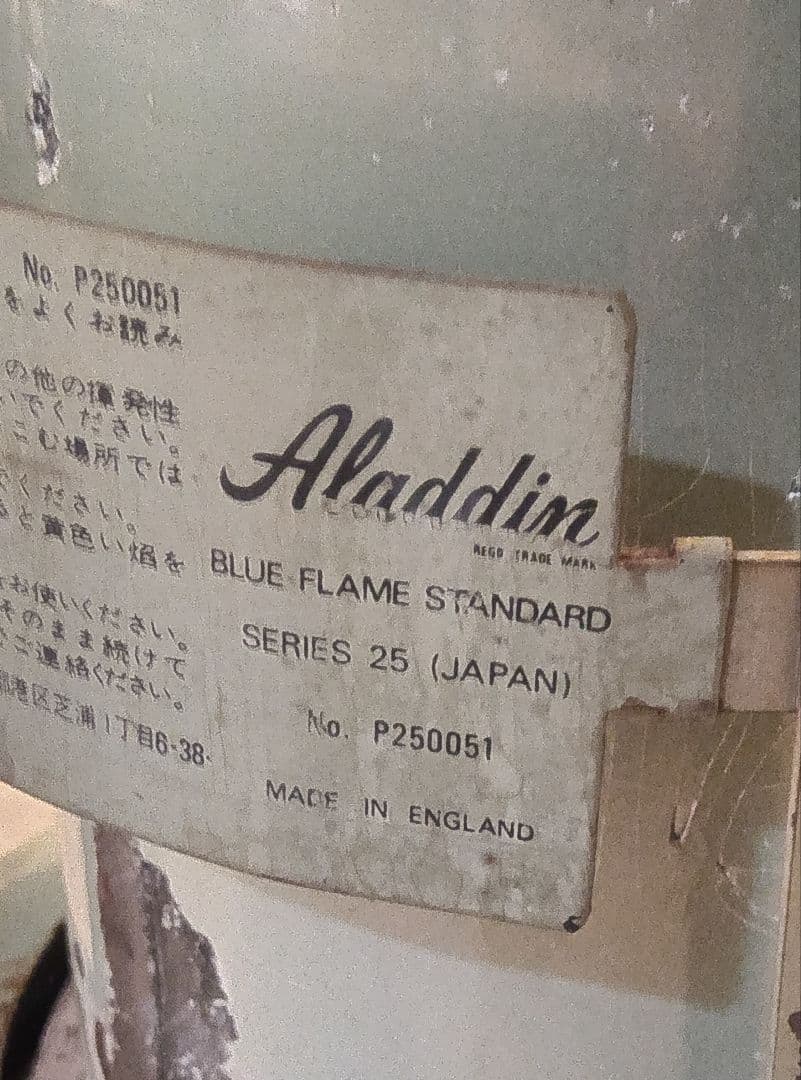 No. P250051
をよくお読み
の他の揮発性
いでください。
こむ場所では
ください。
ると黄色い焔を
お使いください。
そのまま続けて
ご連絡ください。
港区芝浦1丁目6-38-
Aladdin
REGD TRADE MARK
BLUE FLAME STANDARD
SERIES 25 (JAPAN)
No. P250051
MADE IN ENGLAND